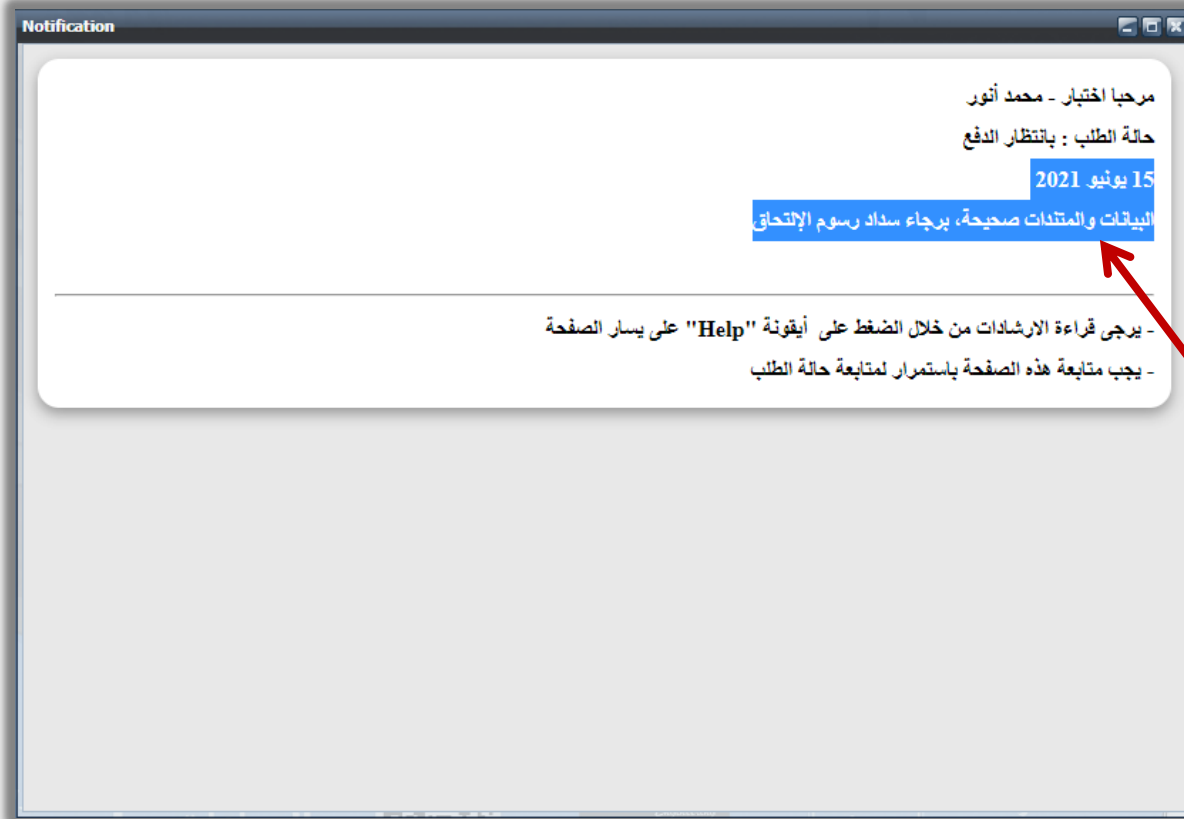 Notification
مرحبا اختبار - محمد أنور
حالة الطلب : بانتظار الدفع
15 يونيو 2021
البيانات والمتندات صحيحة، برجاء سداد رسوم الإلتحاق
- يرجى قراءة الارشادات من خلال الضغط على أيقونة "Help" على يسار الصفحة
- يجب متابعة هذه الصفحة باستمرار لمتابعة حالة الطلب